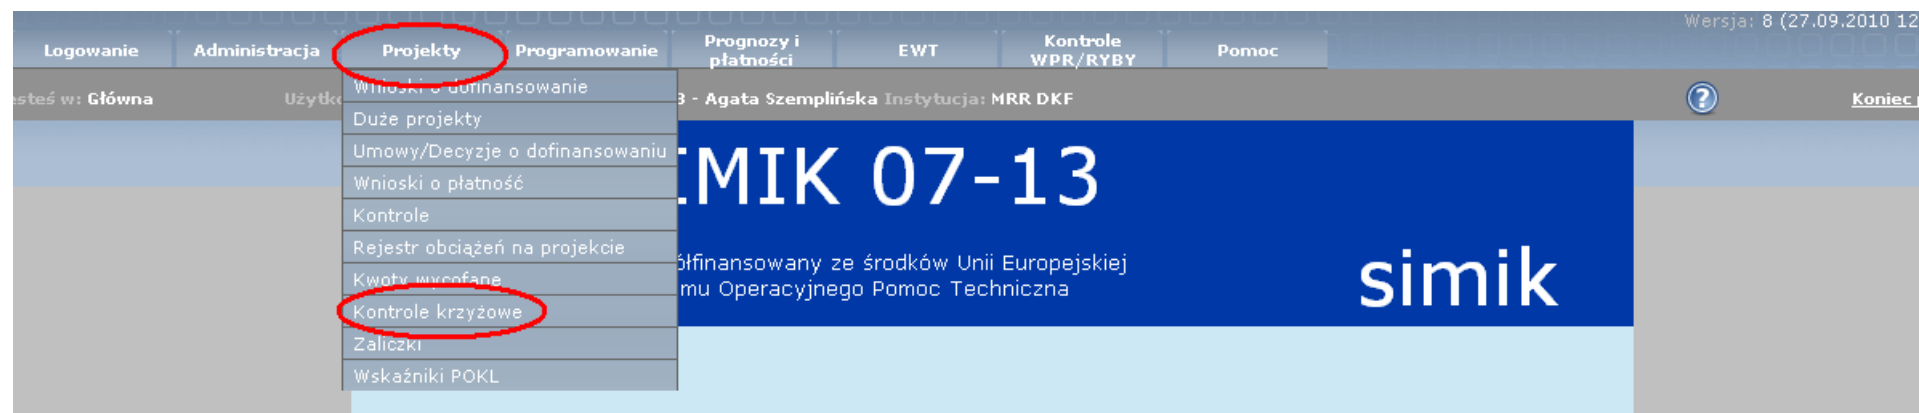 Wersja: 8 (27.09.2010 12
Logowanie Administracja Projekty Programowanie Prognozy i płatności EWT Kontrole WPR/RYBY Pomoc
esteś w: Główna Użytko 3 - Agata Szemplińska Instytucja: MRR DKF Koniec
Wnioski o dofinansowanie
Duże projekty
Umowy/Decyzje o dofinansowaniu
Wnioski o płatność
Kontrole
Rejestr obciążeń na projekcie
Kwoty wycofane
Kontrole krzyżowe
Zaliczki
Wskaźniki POKL
IMIK 07-13
ółfinansowany ze środków Unii Europejskiej
mu Operacyjnego Pomoc Techniczna
simik